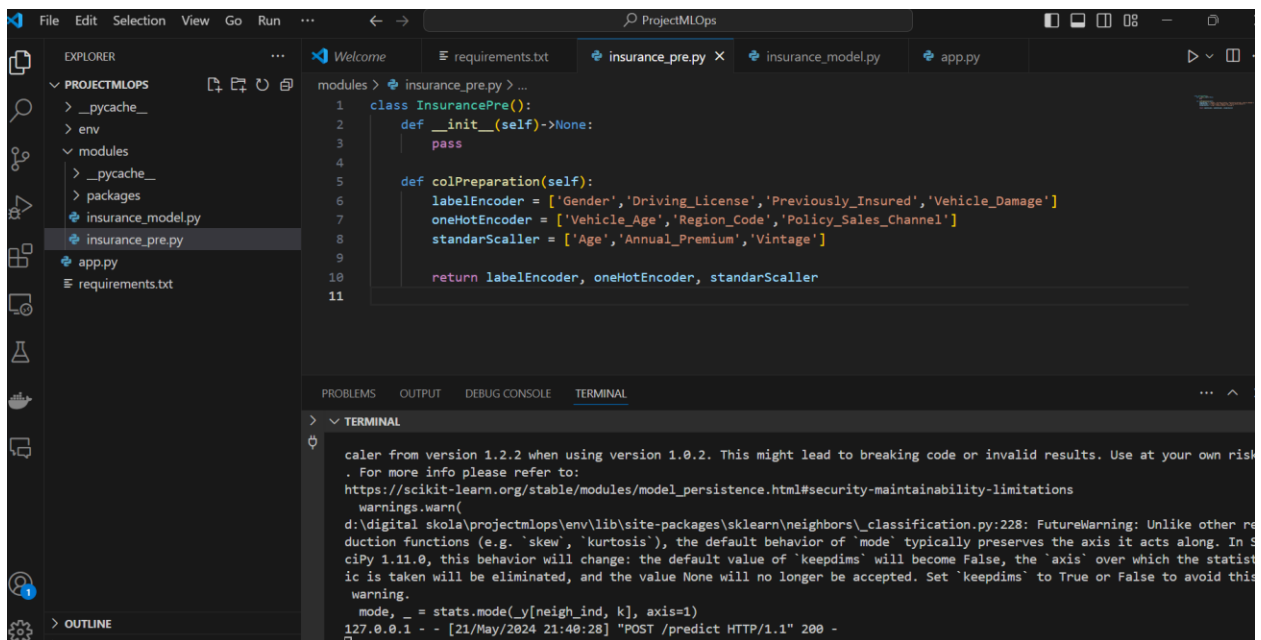 File Edit Selection View Go Run ··· ← → ProjectMLOps
EXPLORER ···
PROJECTMLOPS
__pycache__
env
modules
__pycache__
packages
insurance_model.py
insurance_pre.py
app.py
requirements.txt
OUTLINE
1
Welcome requirements.txt insurance_pre.py × insurance_model.py app.py
modules > insurance_pre.py > ...
1 class InsurancePre():
2 def __init__(self)->None:
3 pass
4
5 def colPreparation(self):
6 labelEncoder = ['Gender','Driving_License','Previously_Insured','Vehicle_Damage']
7 oneHotEncoder = ['Vehicle_Age','Region_Code','Policy_Sales_Channel']
8 standarScaller = ['Age','Annual_Premium','Vintage']
9
10 return labelEncoder, oneHotEncoder, standarScaller
11
PROBLEMS OUTPUT DEBUG CONSOLE TERMINAL ···
TERMINAL
caler from version 1.2.2 when using version 1.0.2. This might lead to breaking code or invalid results. Use at your own risk
. For more info please refer to:
https://scikit-learn.org/stable/modules/model_persistence.html#security-maintainability-limitations
warnings.warn(
d:\digital skola\projectmlops\env\lib\site-packages\sklearn\neighbors\_classification.py:228: FutureWarning: Unlike other re
duction functions (e.g. `skew`, `kurtosis`), the default behavior of `mode` typically preserves the axis it acts along. In S
ciPy 1.11.0, this behavior will change: the default value of `keepdims` will become False, the `axis` over which the statist
ic is taken will be eliminated, and the value None will no longer be accepted. Set `keepdims` to True or False to avoid this
warning.
mode, _ = stats.mode(_y[neigh_ind, k], axis=1)
127.0.0.1 - - [21/May/2024 21:40:28] "POST /predict HTTP/1.1" 200 -